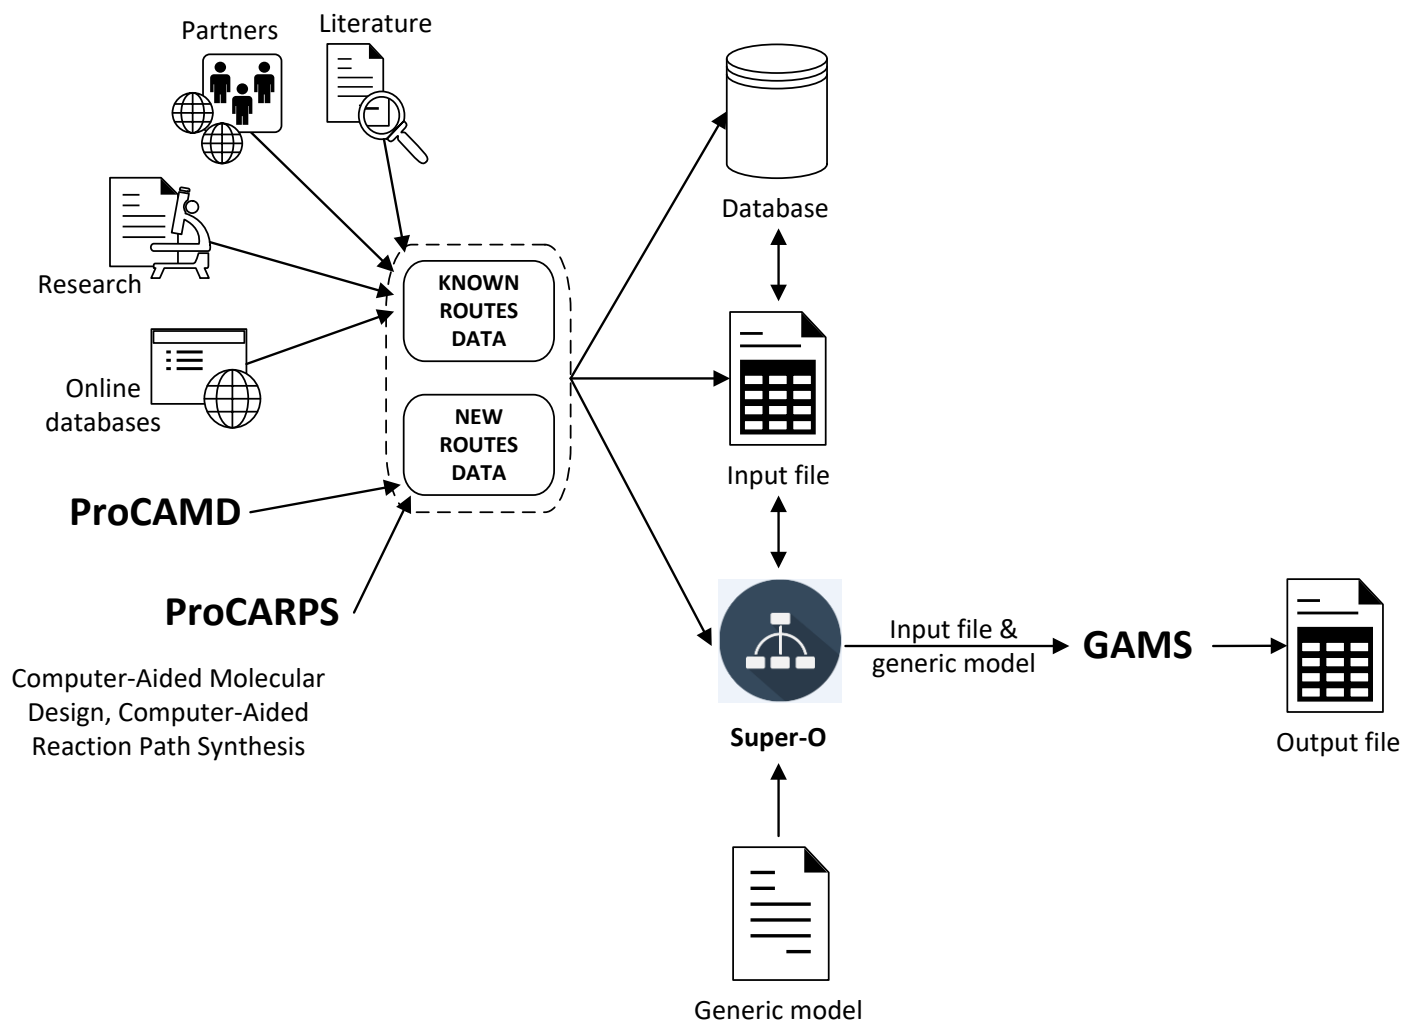 Partners
Literature
Research
Online
databases
ProCAMD
ProCARPS
Computer-Aided Molecular
Design, Computer-Aided
Reaction Path Synthesis
KNOWN
ROUTES
DATA
NEW
ROUTES
DATA
Database
Input file
Super-O
Generic model
Input file &
generic model
GAMS
Output file